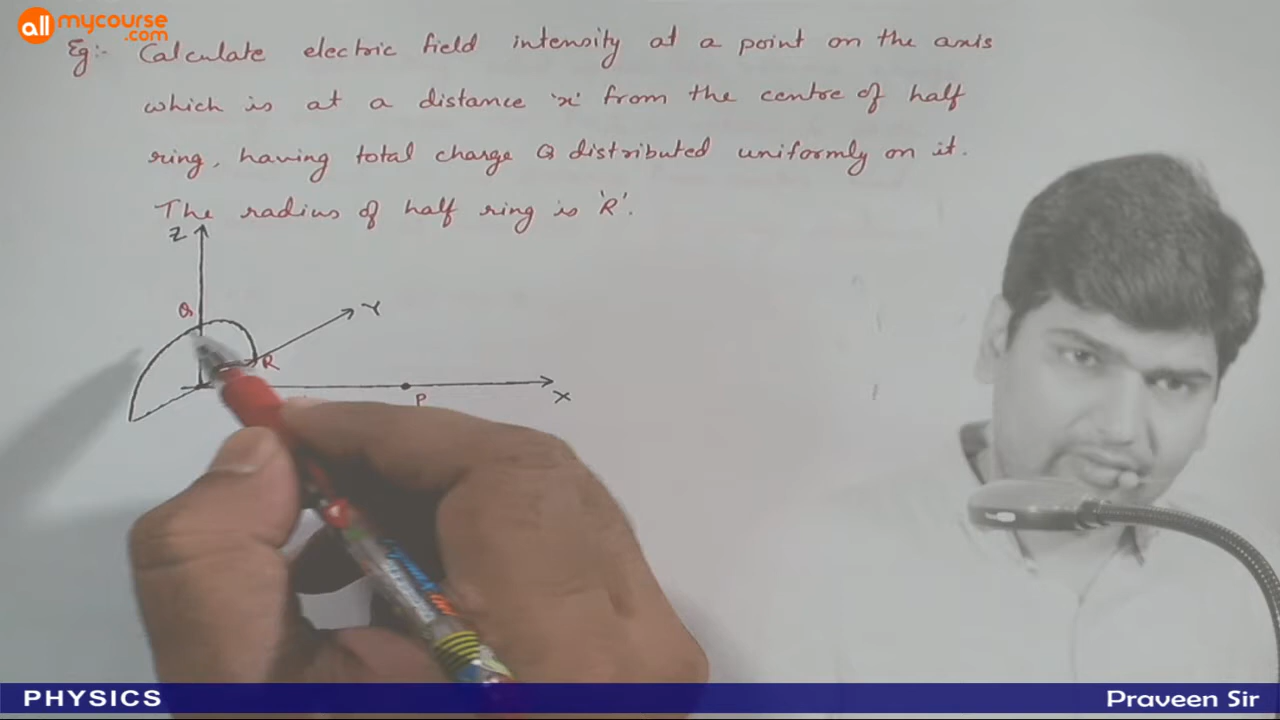 allmycourse.com
Eg:- Calculate electric field intensity at a point on the axis
which is at a distance 'x' from the centre of half
ring, having total charge Q distributed uniformly on it.
The radius of half ring is 'R'.
Z
Q
Y
R
P
X
PHYSICS
Praveen Sir